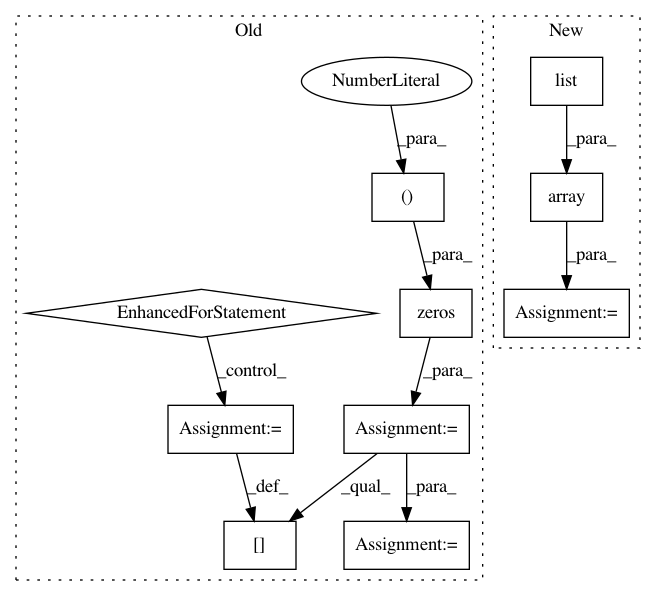 Old
New
NumberLiteral
list
_para_
_para_
()
array
_para_
_para_
EnhancedForStatement
zeros
Assignment:=
_control_
_para_
Assignment:=
Assignment:=
_def_
_qual_
_para_
[]
Assignment:=